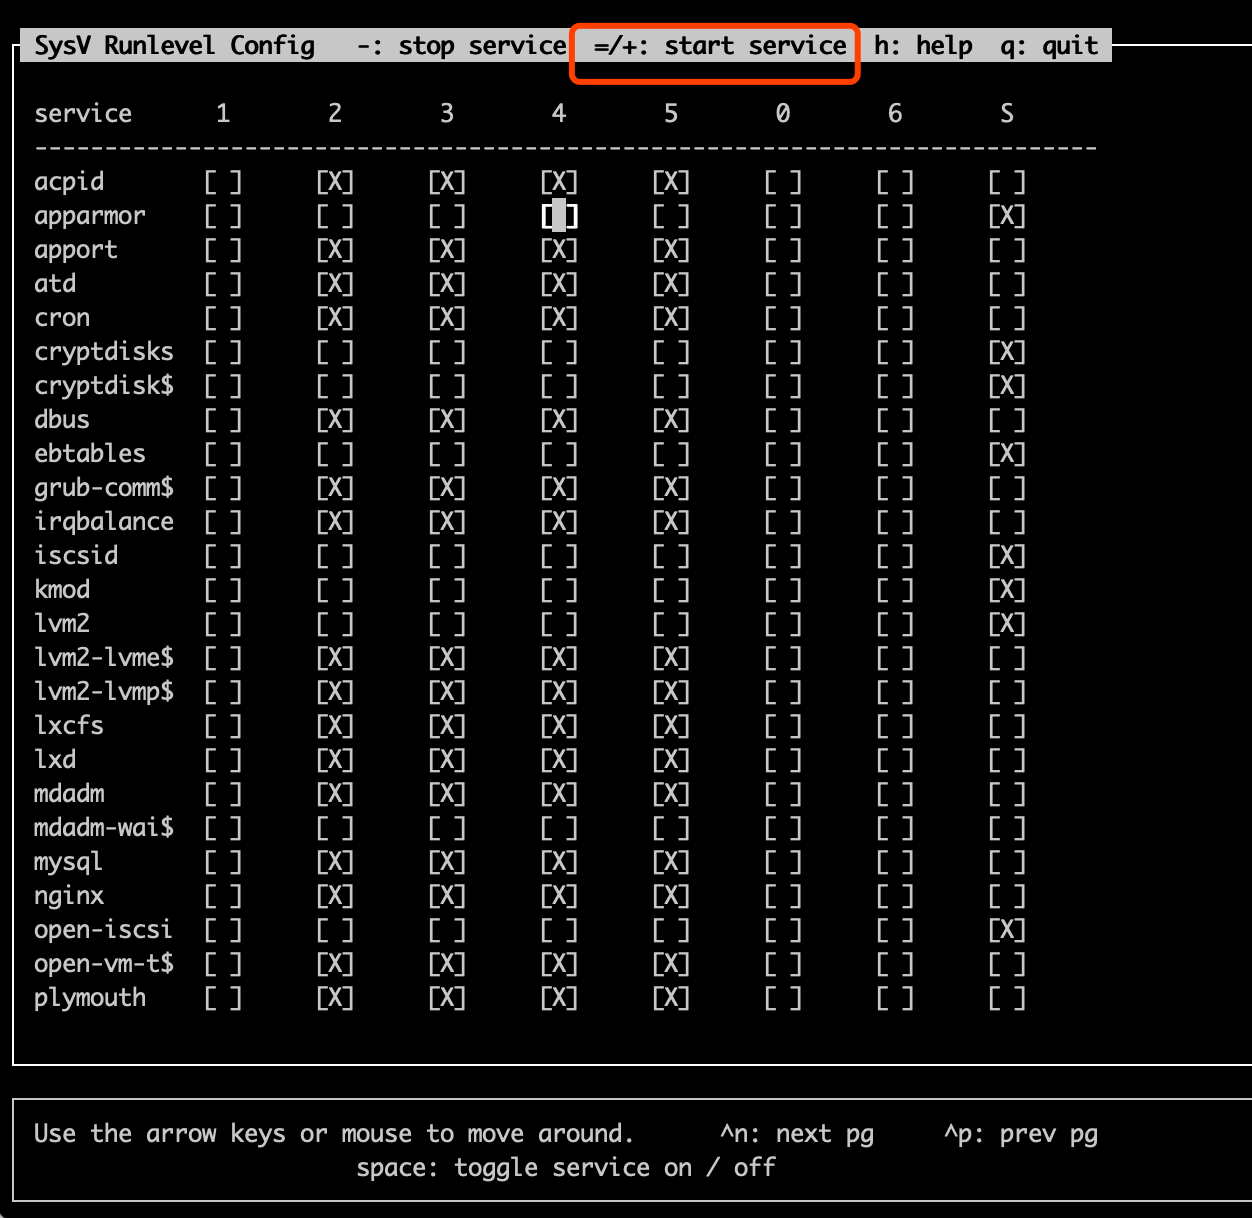 SysV Runlevel Config   -: stop service  =/+: start service  h: help  q: quit
service      1       2       3       4       5       0       6       S
----------------------------------------------------------------------------
acpid       [ ]     [X]     [X]     [X]     [X]     [ ]     [ ]     [ ]
apparmor    [ ]     [ ]     [ ]     [ ]     [ ]     [ ]     [ ]     [X]
apport      [ ]     [X]     [X]     [X]     [X]     [ ]     [ ]     [ ]
atd         [ ]     [X]     [X]     [X]     [X]     [ ]     [ ]     [ ]
cron        [ ]     [X]     [X]     [X]     [X]     [ ]     [ ]     [ ]
cryptdisks  [ ]     [ ]     [ ]     [ ]     [ ]     [ ]     [ ]     [X]
cryptdisk$  [ ]     [ ]     [ ]     [ ]     [ ]     [ ]     [ ]     [X]
dbus        [ ]     [X]     [X]     [X]     [X]     [ ]     [ ]     [ ]
ebtables    [ ]     [ ]     [ ]     [ ]     [ ]     [ ]     [ ]     [X]
grub-comm$  [ ]     [X]     [X]     [X]     [X]     [ ]     [ ]     [ ]
irqbalance  [ ]     [X]     [X]     [X]     [X]     [ ]     [ ]     [ ]
iscsid      [ ]     [ ]     [ ]     [ ]     [ ]     [ ]     [ ]     [X]
kmod        [ ]     [ ]     [ ]     [ ]     [ ]     [ ]     [ ]     [X]
lvm2        [ ]     [ ]     [ ]     [ ]     [ ]     [ ]     [ ]     [X]
lvm2-lvme$  [ ]     [X]     [X]     [X]     [X]     [ ]     [ ]     [ ]
lvm2-lvmp$  [ ]     [X]     [X]     [X]     [X]     [ ]     [ ]     [ ]
lxcfs       [ ]     [X]     [X]     [X]     [X]     [ ]     [ ]     [ ]
lxd         [ ]     [X]     [X]     [X]     [X]     [ ]     [ ]     [ ]
mdadm       [ ]     [X]     [X]     [X]     [X]     [ ]     [ ]     [ ]
mdadm-wai$  [ ]     [ ]     [ ]     [ ]     [ ]     [ ]     [ ]     [ ]
mysql       [ ]     [X]     [X]     [X]     [X]     [ ]     [ ]     [ ]
nginx       [ ]     [X]     [X]     [X]     [X]     [ ]     [ ]     [ ]
open-iscsi  [ ]     [ ]     [ ]     [ ]     [ ]     [ ]     [ ]     [X]
open-vm-t$  [ ]     [X]     [X]     [X]     [X]     [ ]     [ ]     [ ]
plymouth    [ ]     [X]     [X]     [X]     [X]     [ ]     [ ]     [ ]
Use the arrow keys or mouse to move around.      ^n: next pg     ^p: prev pg
space: toggle service on / off